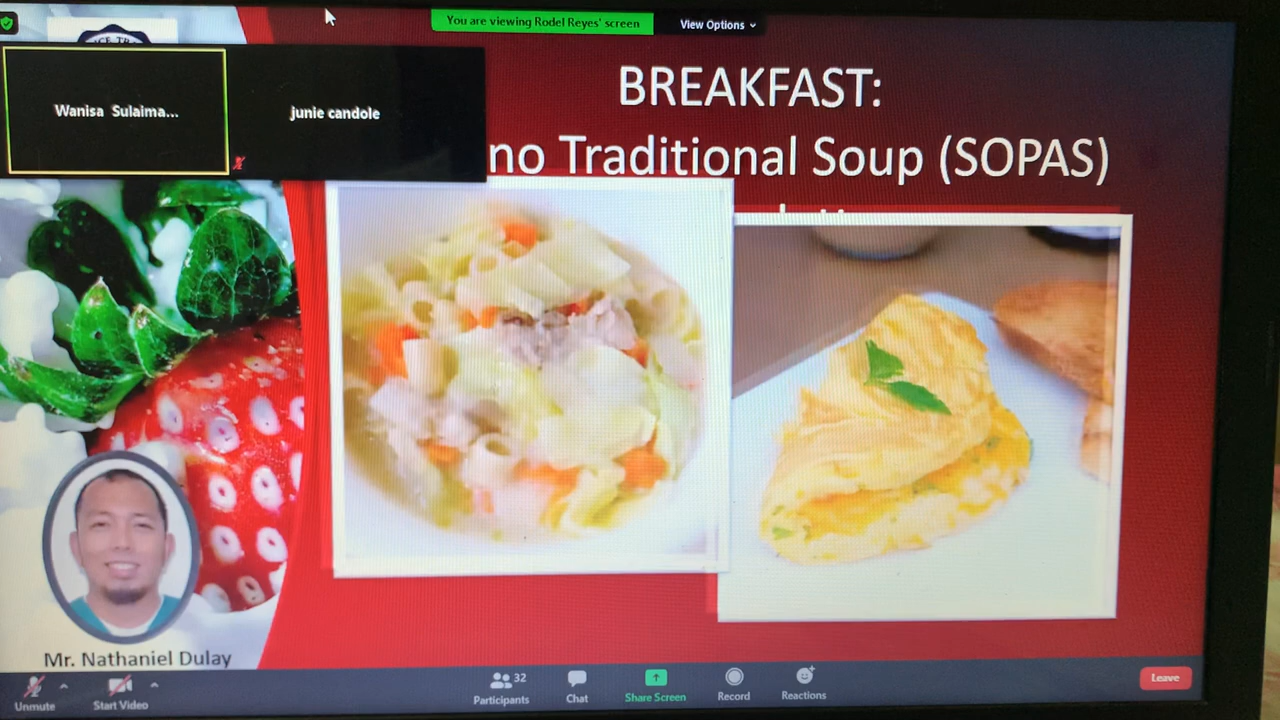 You are viewing Rodel Reyes' screen
View Options
Wanisa Sulaima...
junie candole
BREAKFAST:
no Traditional Soup (SOPAS)
Mr. Nathaniel Dulay
Unmute
Start Video
32
Participants
Chat
Share Screen
Record
Reactions
Leave